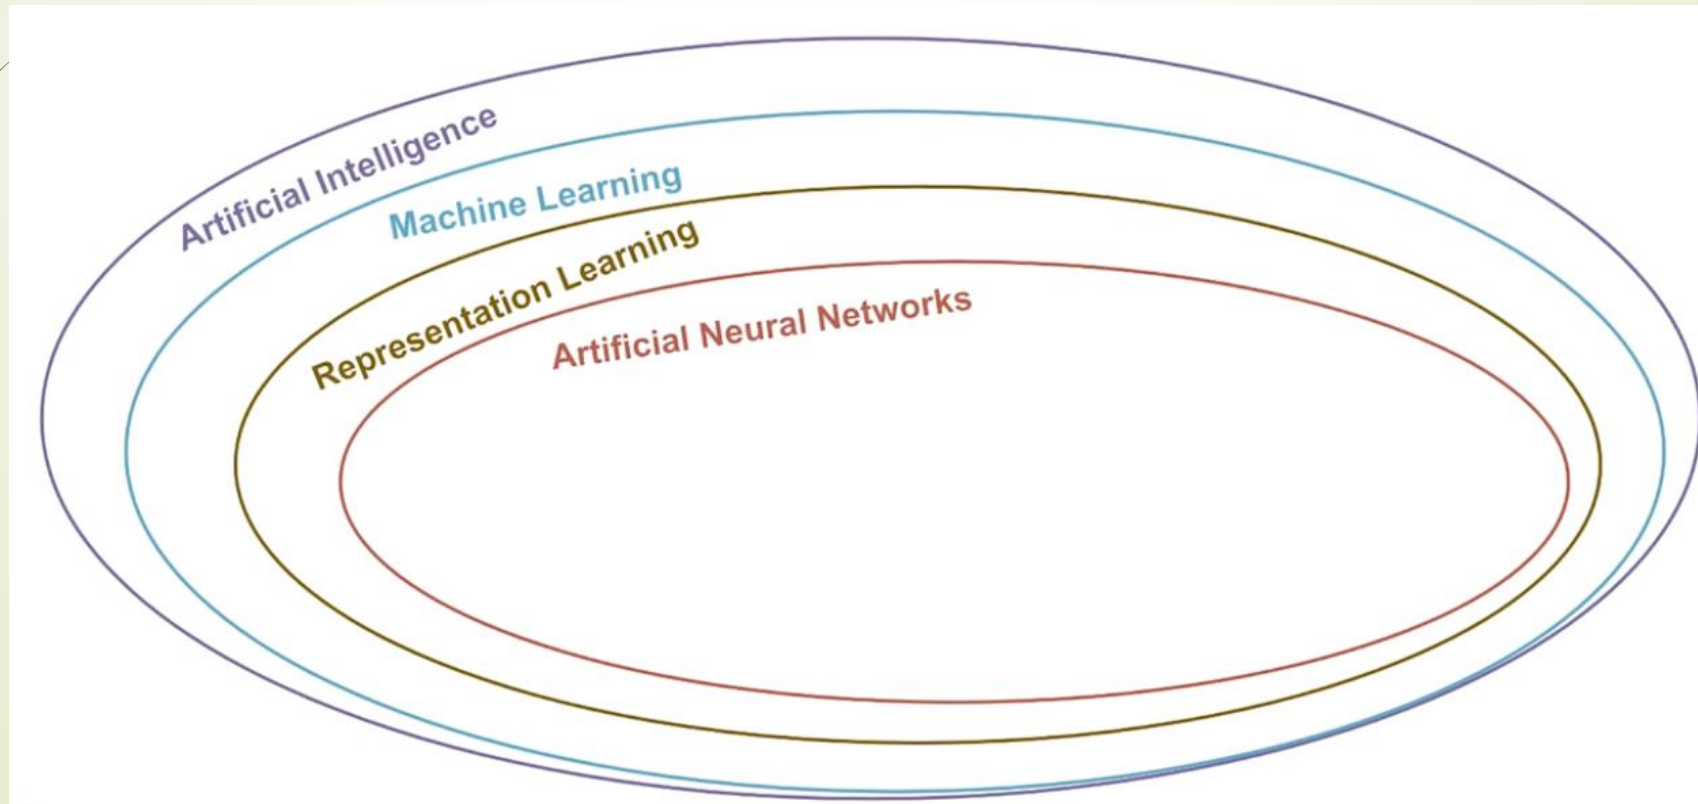 Artificial Intelligence
Machine Learning
Representation Learning
Artificial Neural Networks